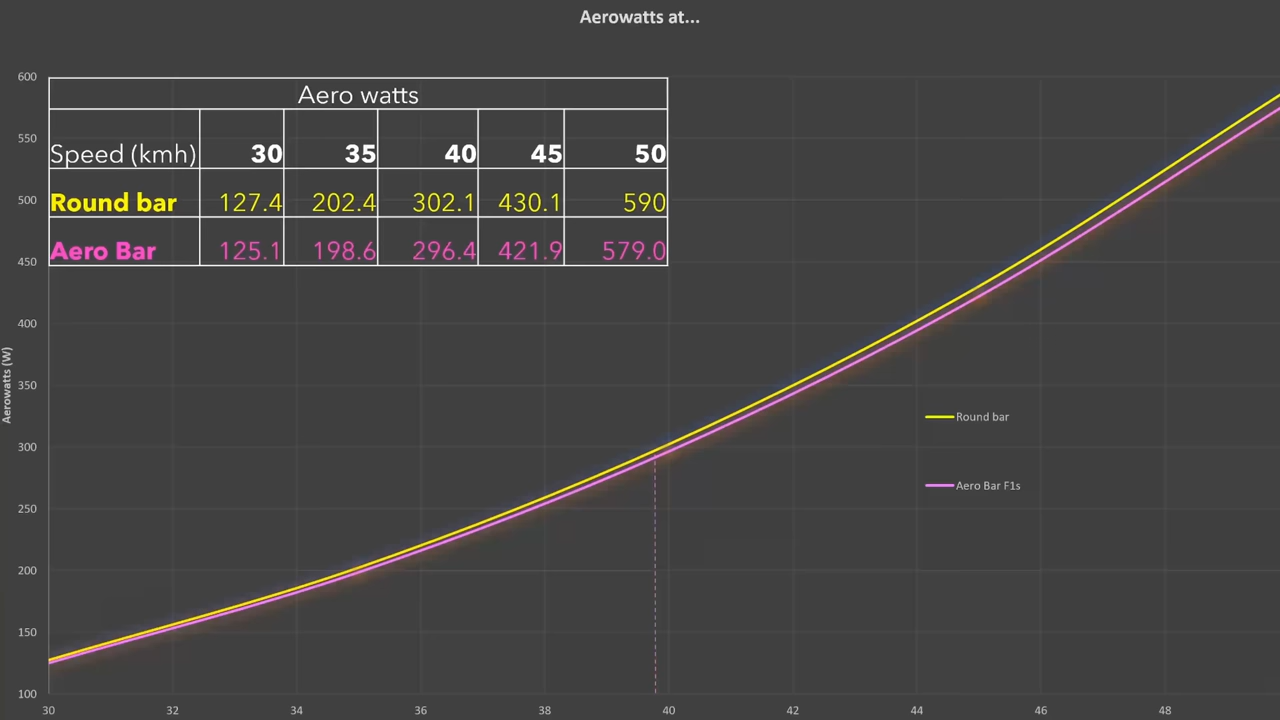 Aerowatts at...
Aero watts
Speed (kmh) 30 35 40 45 50
Round bar 127.4 202.4 302.1 430.1 590
Aero Bar 125.1 198.6 296.4 421.9 579.0
600
550
500
450
400
350
300
250
200
150
100
Aerowatts (W)
Round bar
Aero Bar F1s
30 32 34 36 38 40 42 44 46 48